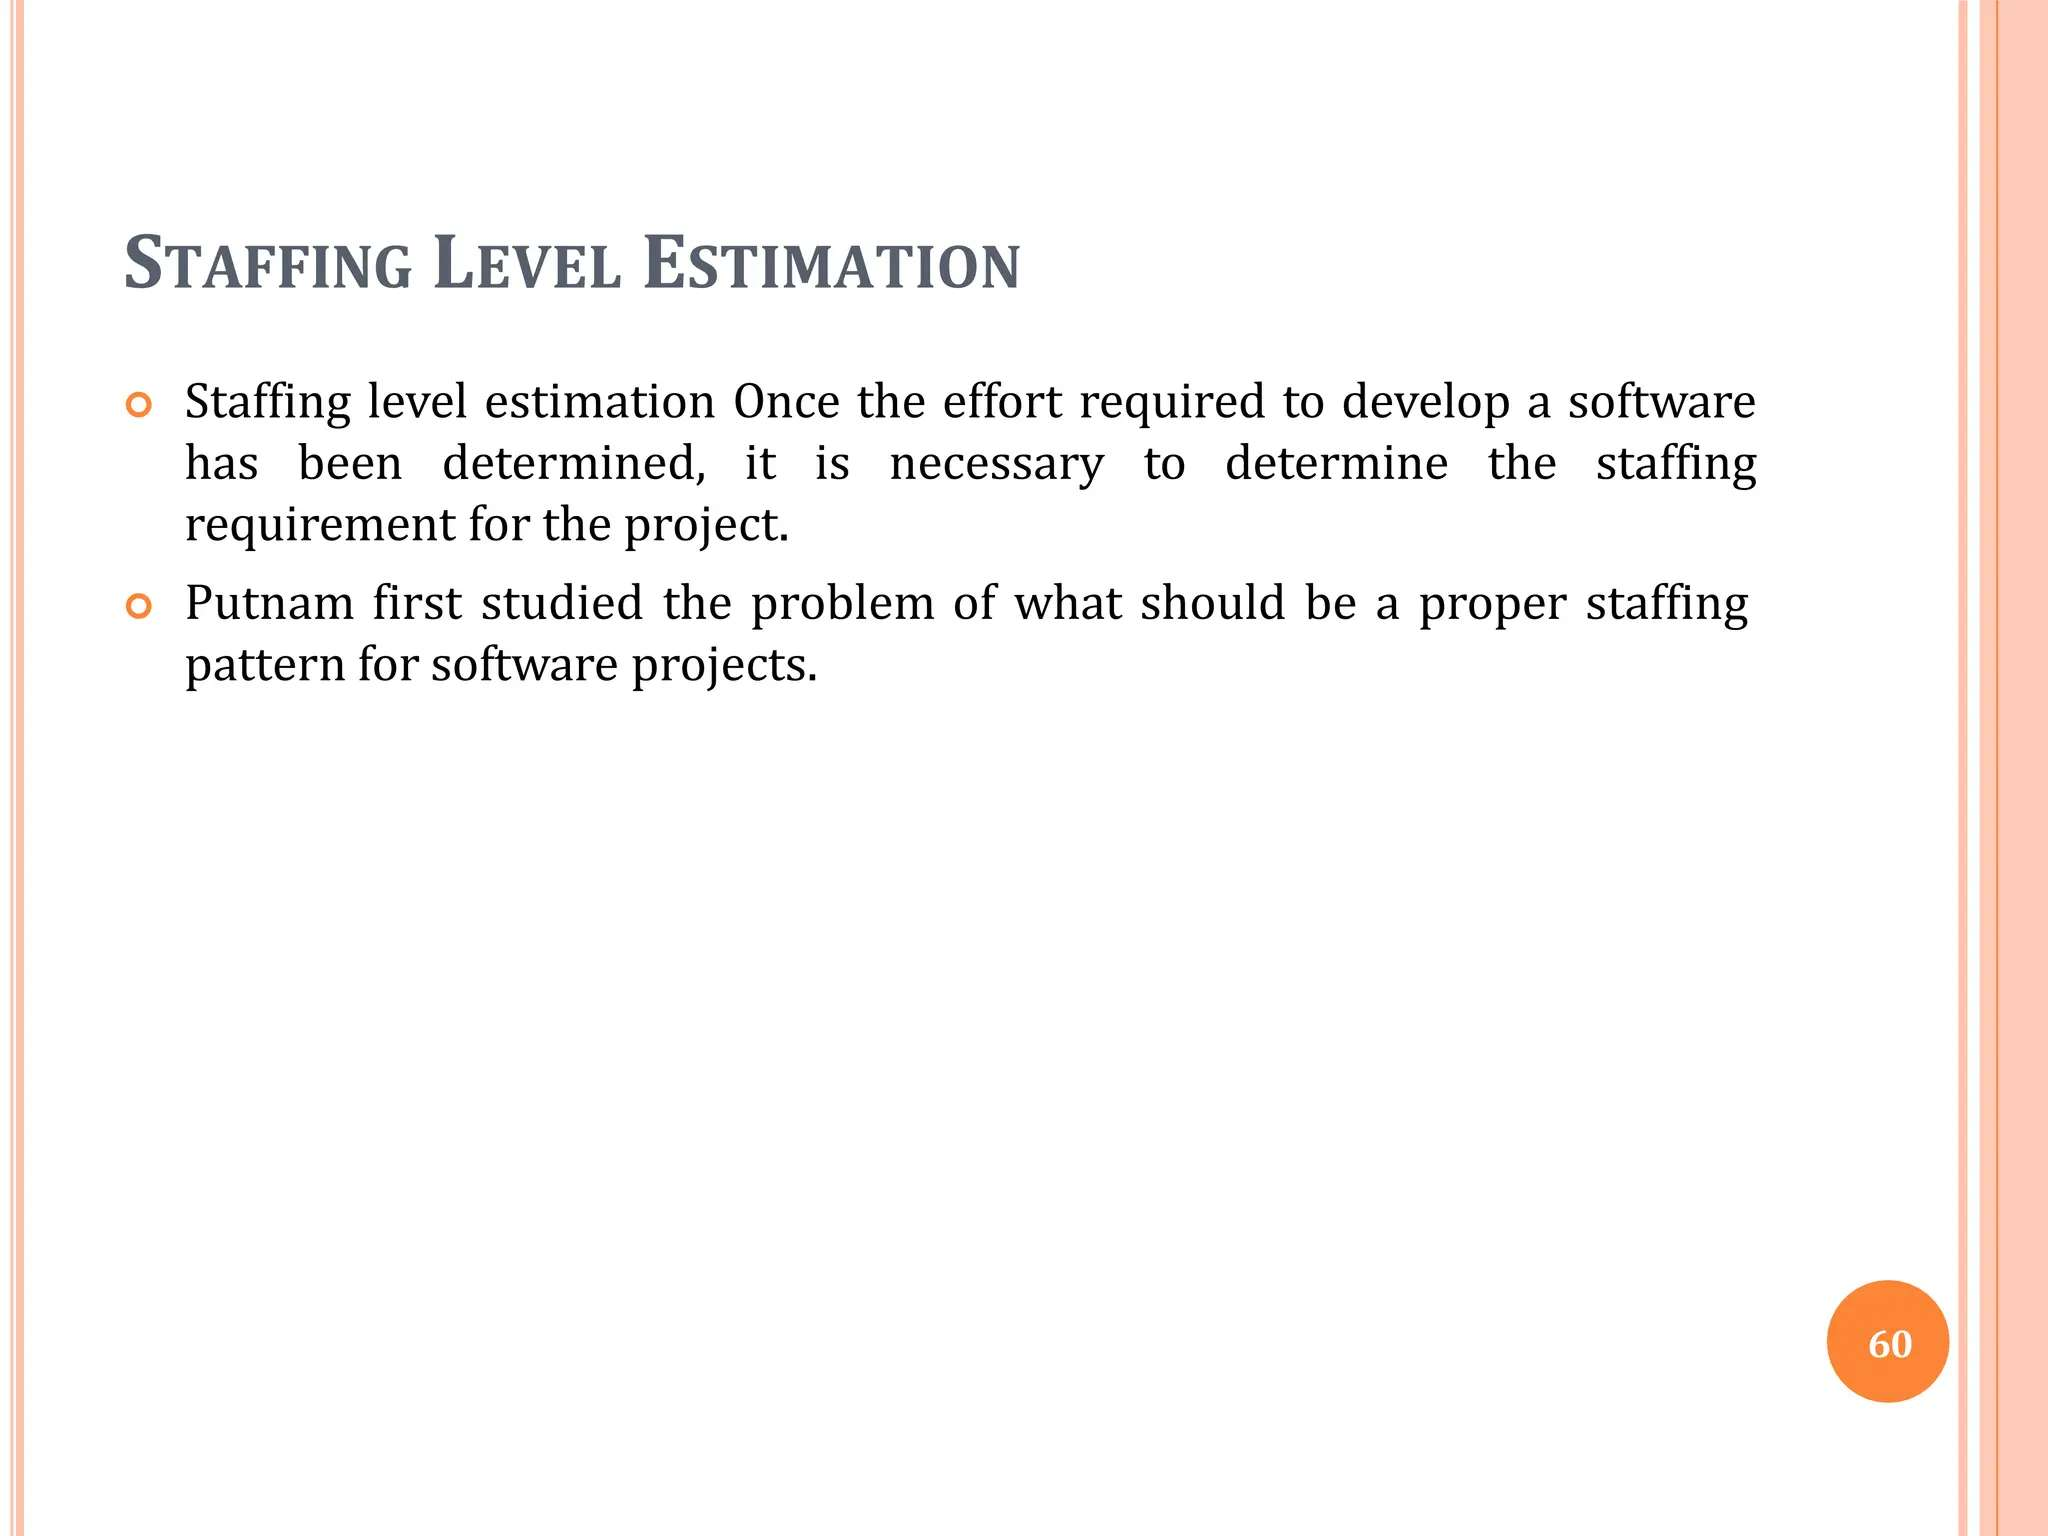 STAFFING LEVEL ESTIMATION
Staffing level estimation Once the effort required to develop a software
has been determined, it is necessary to determine the staffing
requirement for the project.
Putnam first studied the problem of what should be a proper staffing
pattern for software projects.
60